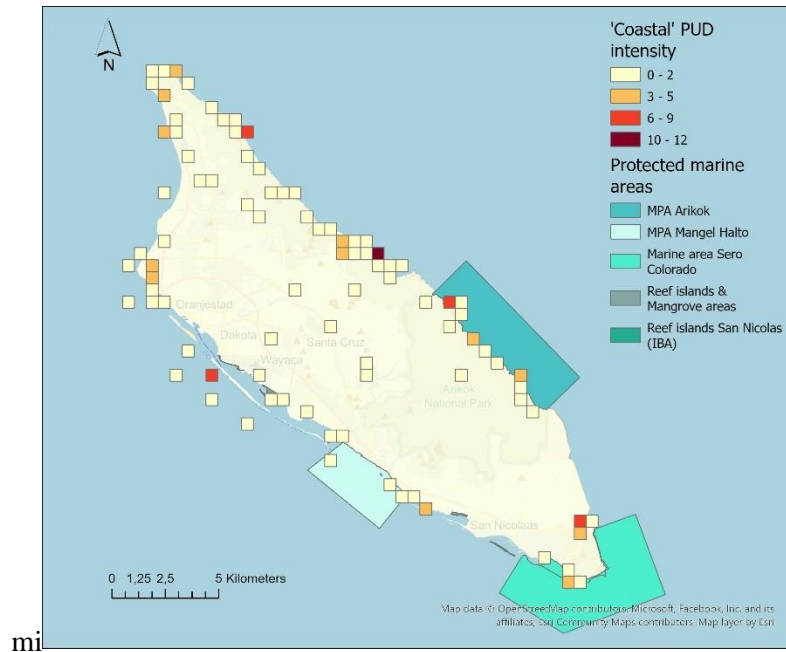 N
'Coastal' PUD
intensity
0 - 2
3 - 5
6 - 9
10 - 12
Protected marine
areas
MPA Arikok
MPA Mangel Halto
Marine area Sero
Colorado
Reef islands &
Mangrove areas
Reef islands San Nicolas
(IBA)
Oranjestad
Dakota
Wayaca
Santa Cruz
Arikok
National Park
San Nicolaas
0 1,25 2,5 5 Kilometers
Map data © OpenStreetMap contributors, Microsoft, Facebook, Inc. and its
affiliates, Esri Community Maps contributors, Map layer by Esri
mi